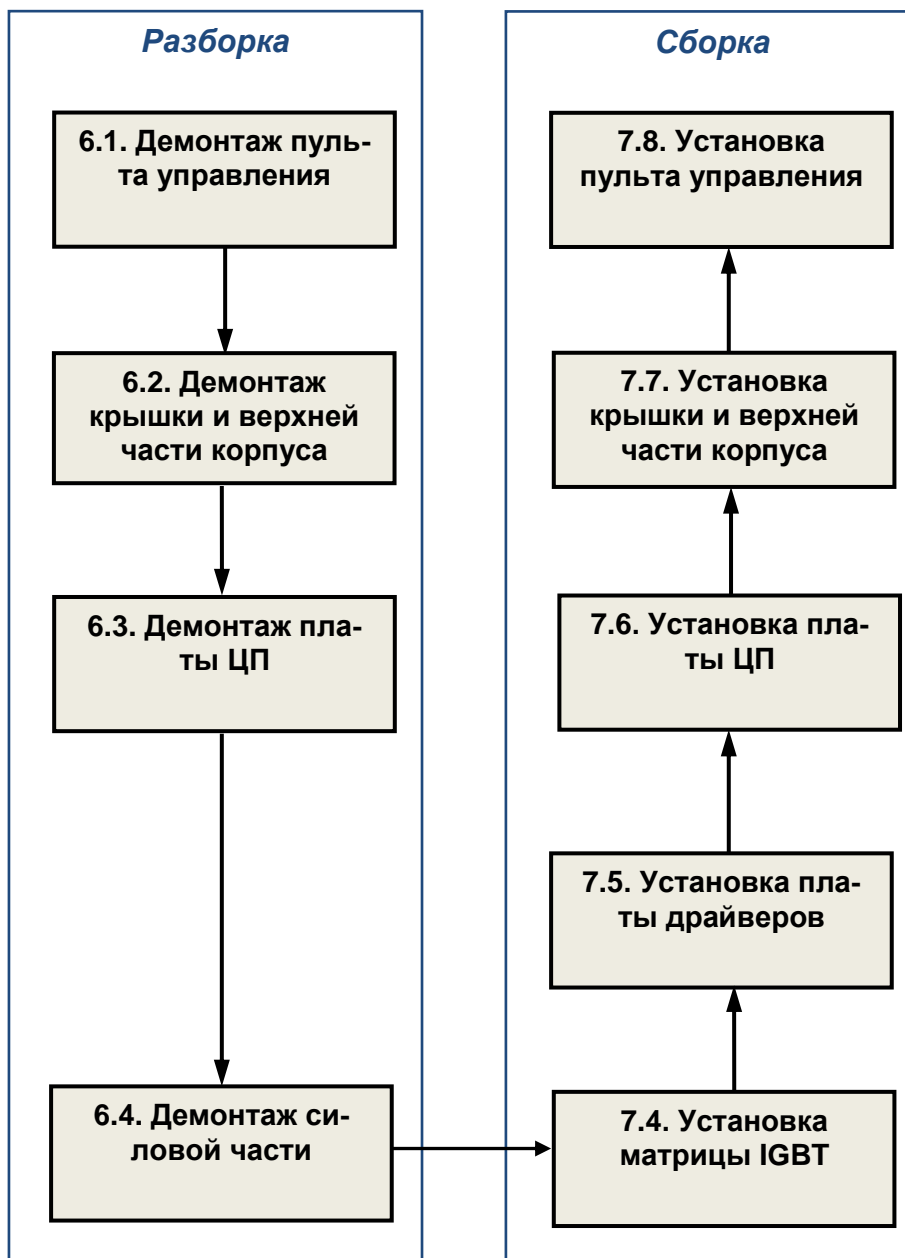 Разборка
6.1. Демонтаж пуль-
та управления
6.2. Демонтаж
крышки и верхней
части корпуса
6.3. Демонтаж пла-
ты ЦП
6.4. Демонтаж си-
ловой части
Сборка
7.8. Установка
пульта управления
7.7. Установка
крышки и верхней
части корпуса
7.6. Установка пла-
ты ЦП
7.5. Установка пла-
ты драйверов
7.4. Установка
матрицы IGBT